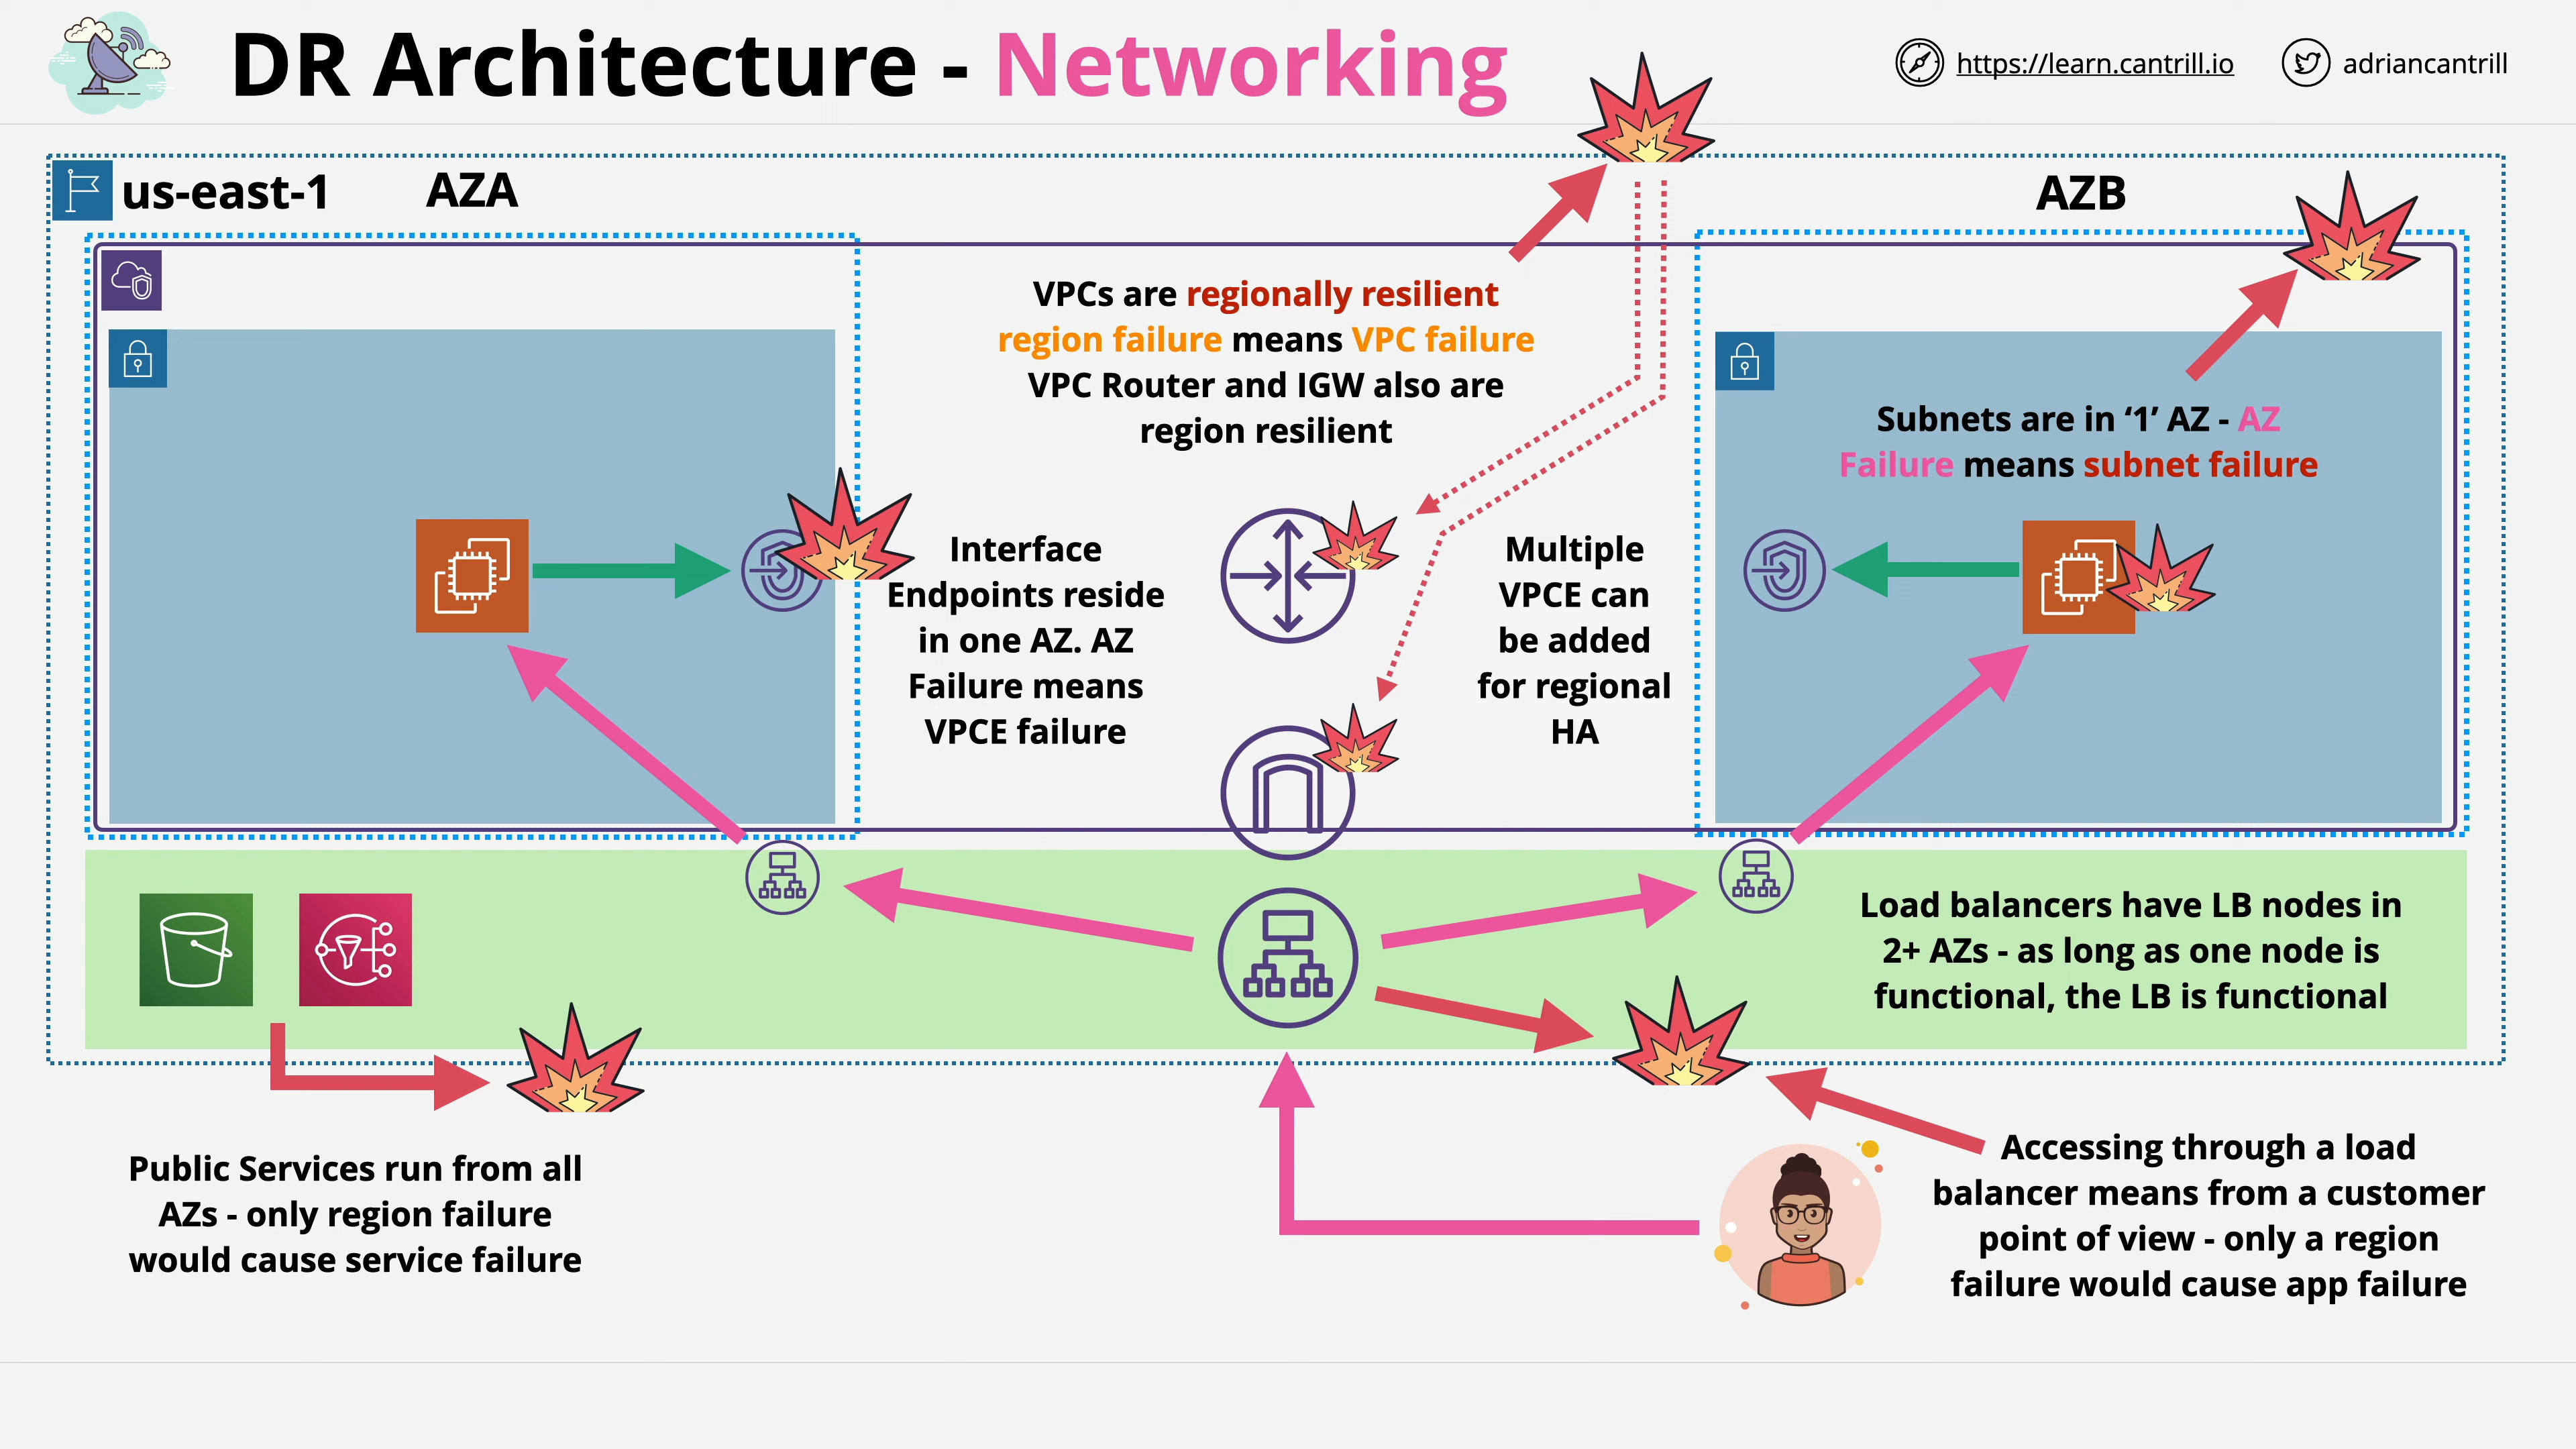 DR Architecture - Networking
https://learn.cantrill.io
adriancantrill
us-east-1
AZA
AZB
VPCs are regionally resilient
region failure means VPC failure
VPC Router and IGW also are
region resilient
Subnets are in ‘1’ AZ - AZ
Failure means subnet failure
Interface
Endpoints reside
in one AZ. AZ
Failure means
VPCE failure
Multiple
VPCE can
be added
for regional
HA
Load balancers have LB nodes in
2+ AZs - as long as one node is
functional, the LB is functional
Public Services run from all
AZs - only region failure
would cause service failure
Accessing through a load
balancer means from a customer
point of view - only a region
failure would cause app failure